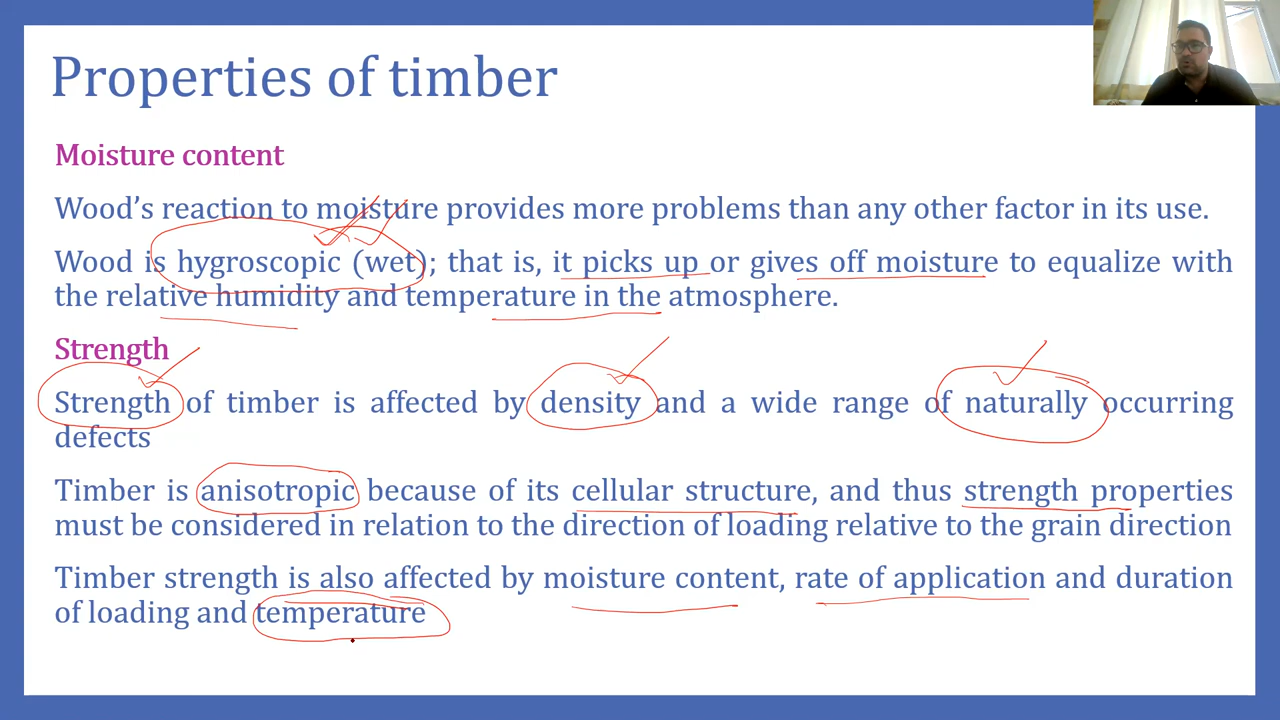 Properties of timber
Moisture content
Wood’s reaction to moisture provides more problems than any other factor in its use.
Wood is hygroscopic (wet); that is, it picks up or gives off moisture to equalize with
the relative humidity and temperature in the atmosphere.
Strength
Strength of timber is affected by density and a wide range of naturally occurring
defects
Timber is anisotropic because of its cellular structure, and thus strength properties
must be considered in relation to the direction of loading relative to the grain direction
Timber strength is also affected by moisture content, rate of application and duration
of loading and temperature